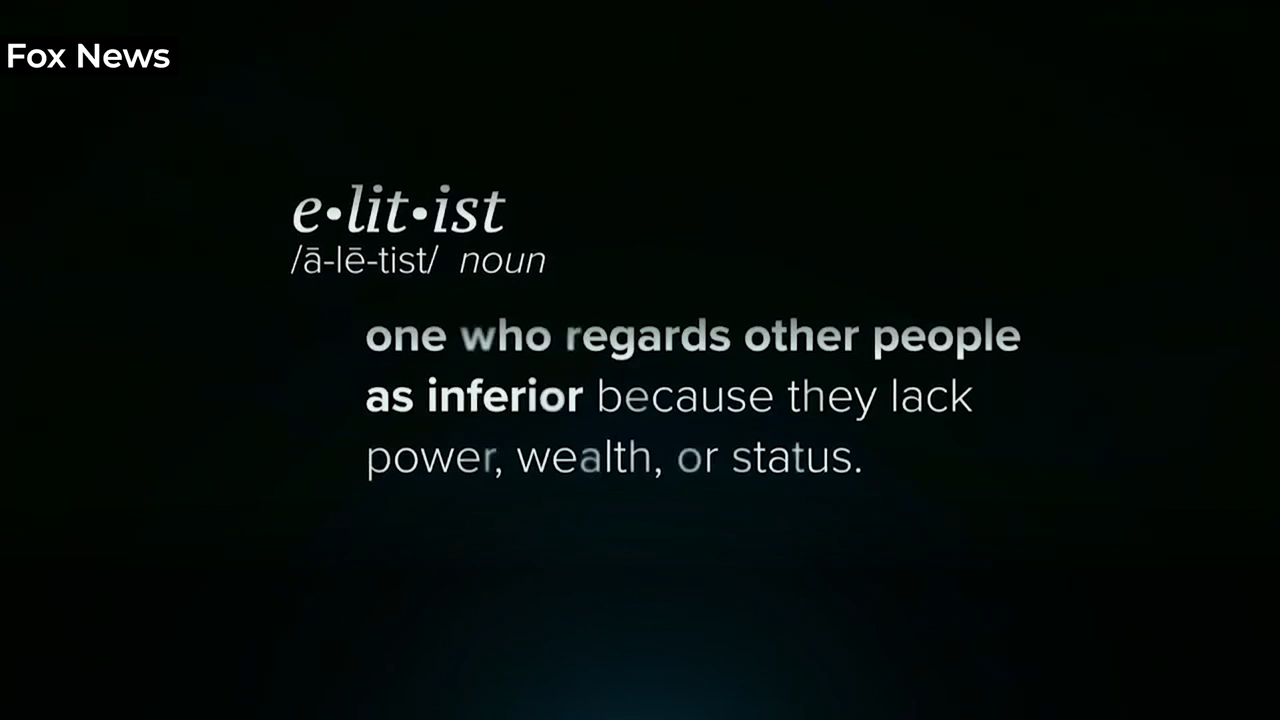 Fox News
e•lit•ist
/ā-lē-tist/ noun
one who regards other people
as inferior because they lack
power, wealth, or status.